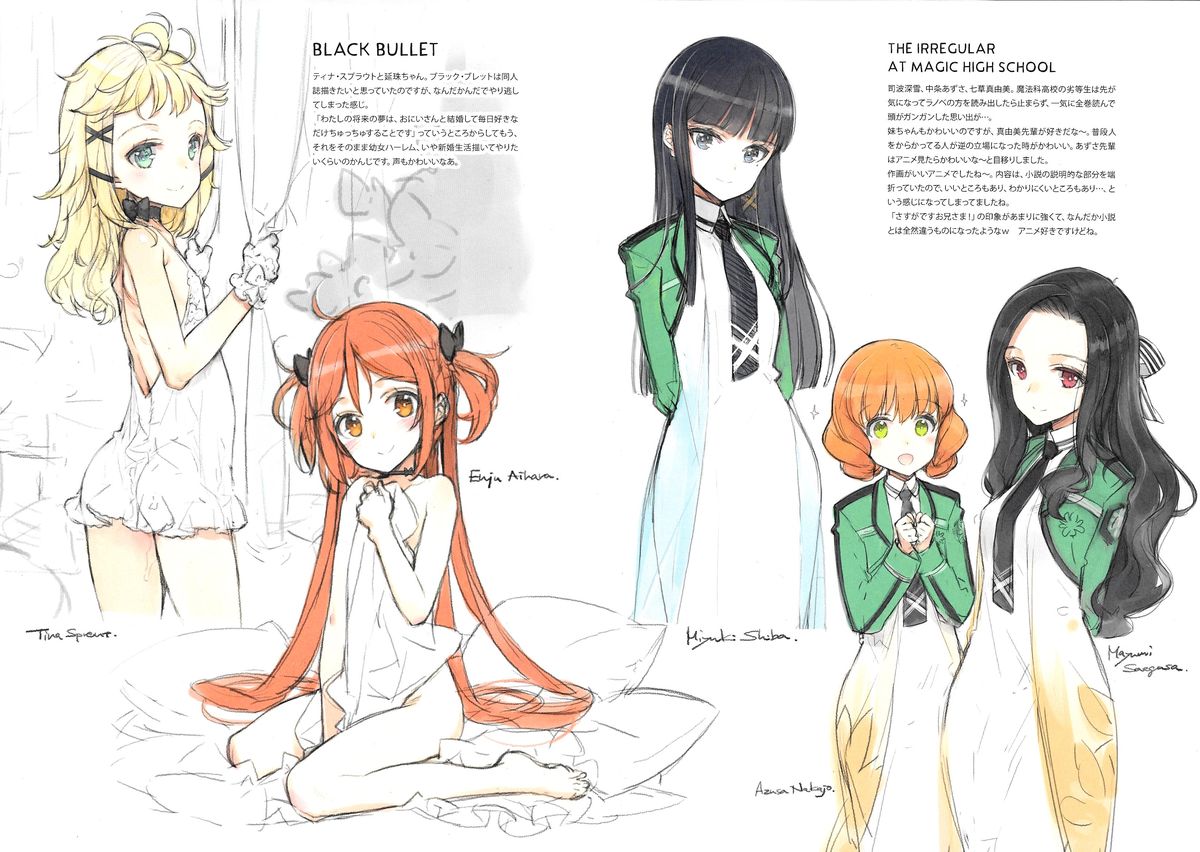 BLACK BULLET
ティナ・スプラウトと延珠ちゃん。ブラック・ブレットは同人
誌描きたいと思っていたのですが、なんだかんだでやり逃し
てしまった感じ。
「わたしの将来の夢は、おにいさんと結婚して毎日好きな
だけちゅっちゅすることです」っていうところからしてもう、
それをそのまま幼女ハーレム、いや新婚生活描いてやりた
いくらいのかんじです。声もかわいいなあ。
Tina Sprout.
Enju Aihara.
THE IRREGULAR
AT MAGIC HIGH SCHOOL
司波深雪、中条あずさ、七草真由美。魔法科高校の劣等生は先が
気になってラノベの方を読み出したら止まらず、一気に全巻読んで
頭がガンガンした思い出が…。
妹ちゃんもかわいいのですが、真由美先輩が好きだな〜。普段人
をからかってる人が逆の立場になった時がかわいい。あずさ先輩
はアニメ見たらかわいいな〜と目移りしました。
作画がいいアニメでしたね〜。内容は、小説の説明的な部分を端
折っていたので、いいところもあり、わかりにくいところもあり…、と
いう感じになってしまってましたね。
「さすがですお兄さま！」の印象があまりに強くて、なんだか小説
とは全然違うものになったようなw　アニメ好きですけどね。
Miyuki Shiba.
Mayumi
Saegusa.
Azusa Nakajo.